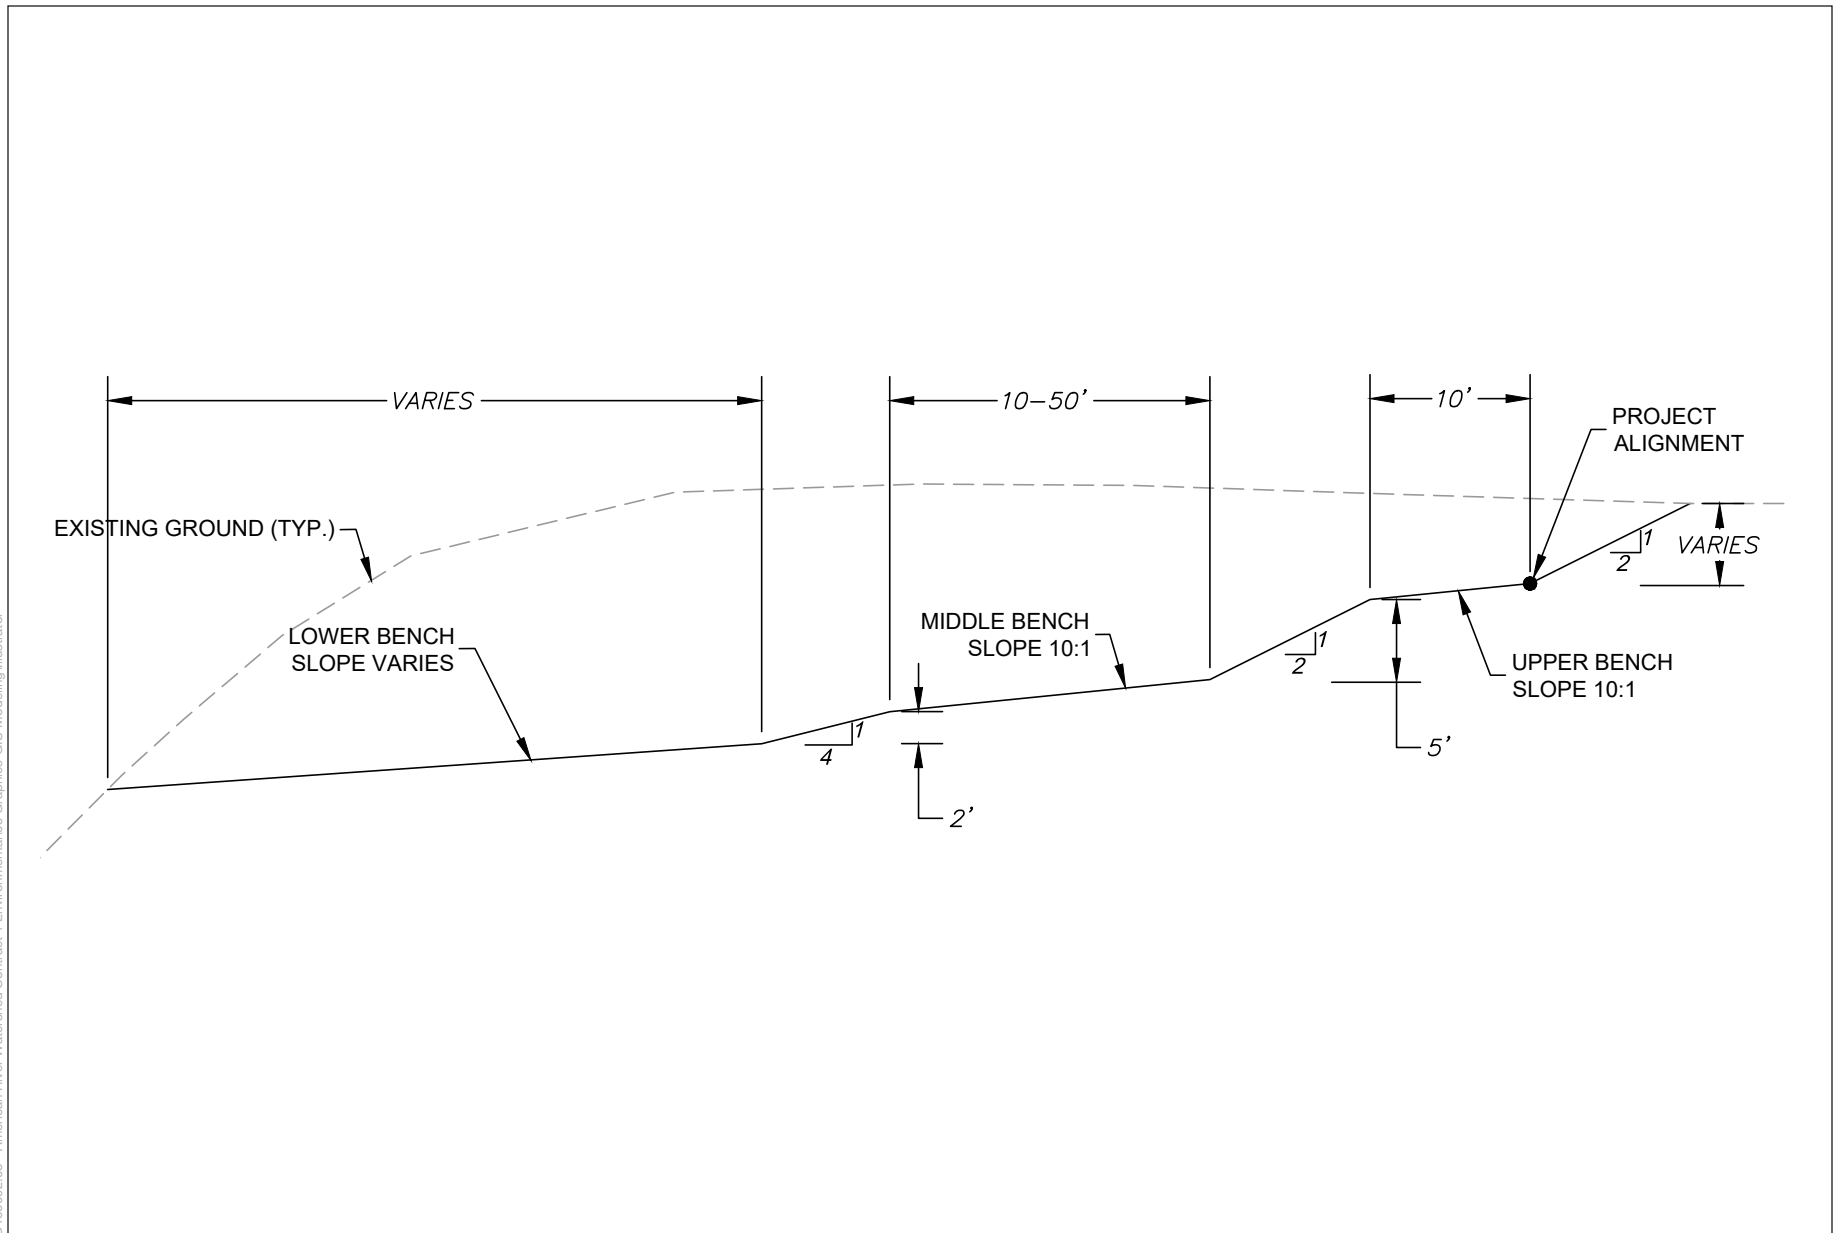 VARIES
10-50'
10'
PROJECT
ALIGNMENT
EXISTING GROUND (TYP.)
1
2
VARIES
LOWER BENCH
SLOPE VARIES
MIDDLE BENCH
SLOPE 10:1
1
2
UPPER BENCH
SLOPE 10:1
1
4
5'
2'